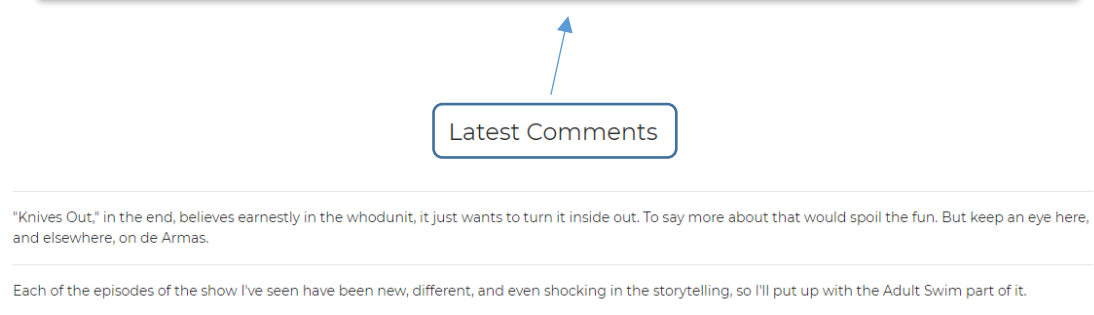 Latest Comments
"Knives Out," in the end, believes earnestly in the whodunit, it just wants to turn it inside out. To say more about that would spoil the fun. But keep an eye here,
and elsewhere, on de Armas.
Each of the episodes of the show I've seen have been new, different, and even shocking in the storytelling, so I'll put up with the Adult Swim part of it.